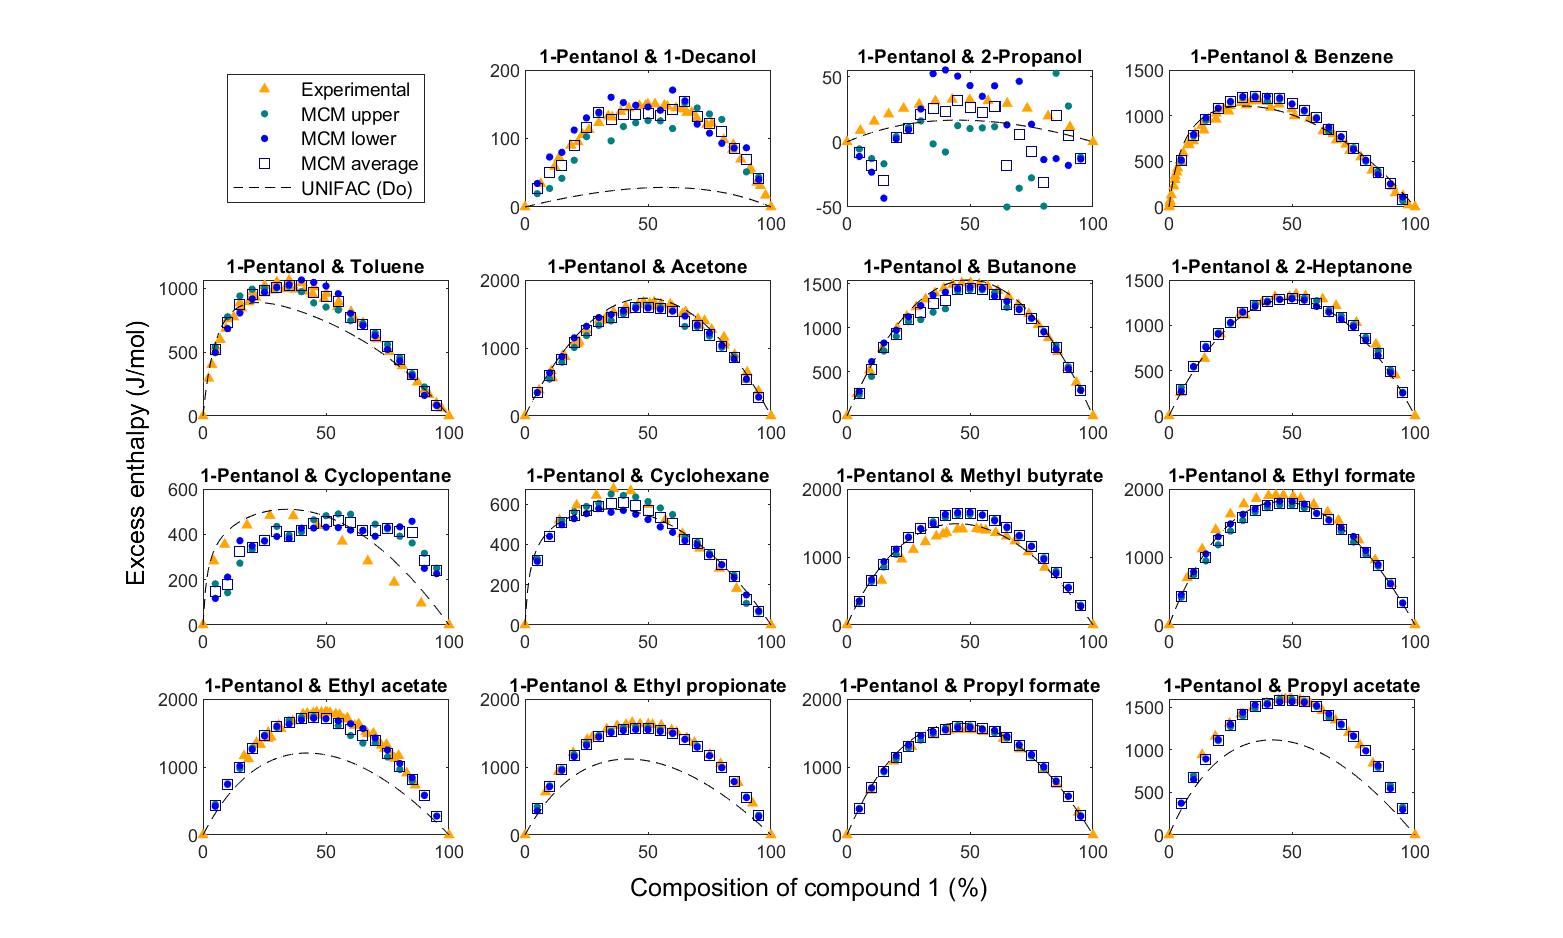 Experimental
MCM upper
MCM lower
MCM average
UNIFAC (Do)
1-Pentanol & 1-Decanol
200
100
0
0 50 100
1-Pentanol & 2-Propanol
50
0
-50
0 50 100
1-Pentanol & Benzene
1500
1000
500
0
0 50 100
1-Pentanol & Toluene
1000
500
0
0 50 100
1-Pentanol & Acetone
2000
1000
0
0 50 100
1-Pentanol & Butanone
1500
1000
500
0
0 50 100
1-Pentanol & 2-Heptanone
1500
1000
500
0
0 50 100
1-Pentanol & Cyclopentane
600
400
200
0
0 50 100
1-Pentanol & Cyclohexane
600
400
200
0
0 50 100
1-Pentanol & Methyl butyrate
2000
1000
0
0 50 100
1-Pentanol & Ethyl formate
2000
1000
0
0 50 100
1-Pentanol & Ethyl acetate
2000
1000
0
0 50 100
1-Pentanol & Ethyl propionate
2000
1000
0
0 50 100
1-Pentanol & Propyl formate
2000
1000
0
0 50 100
1-Pentanol & Propyl acetate
1500
1000
500
0
0 50 100
Excess enthalpy (J/mol)
Composition of compound 1 (%)